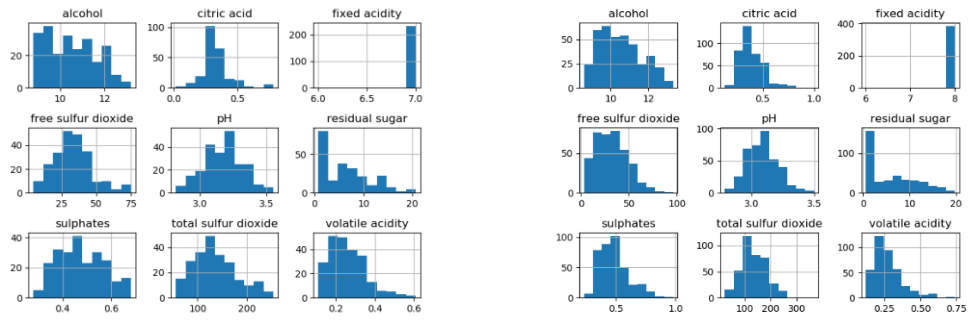 alcohol citric acid fixed acidity
40 20 0 10 12
100 50 0 0.0 0.5
200 100 0 6.0 6.5 7.0
free sulfur dioxide pH residual sugar
40 20 0 25 50 75
40 20 0 3.0 3.5
50 0 0 10 20
sulphates total sulfur dioxide volatile acidity
40 20 0 0.4 0.6
40 20 0 100 200
40 20 0 0.2 0.4 0.6
alcohol citric acid fixed acidity
50 25 0 10 12
100 50 0 0.5 1.0
400 200 0 6 7 8
free sulfur dioxide pH residual sugar
50 0 0 50 100
100 50 0 3.0 3.5
100 0 0 10 20
sulphates total sulfur dioxide volatile acidity
100 50 0 0.5 1.0
100 50 0 100 200 300
100 50 0 0.25 0.50 0.75